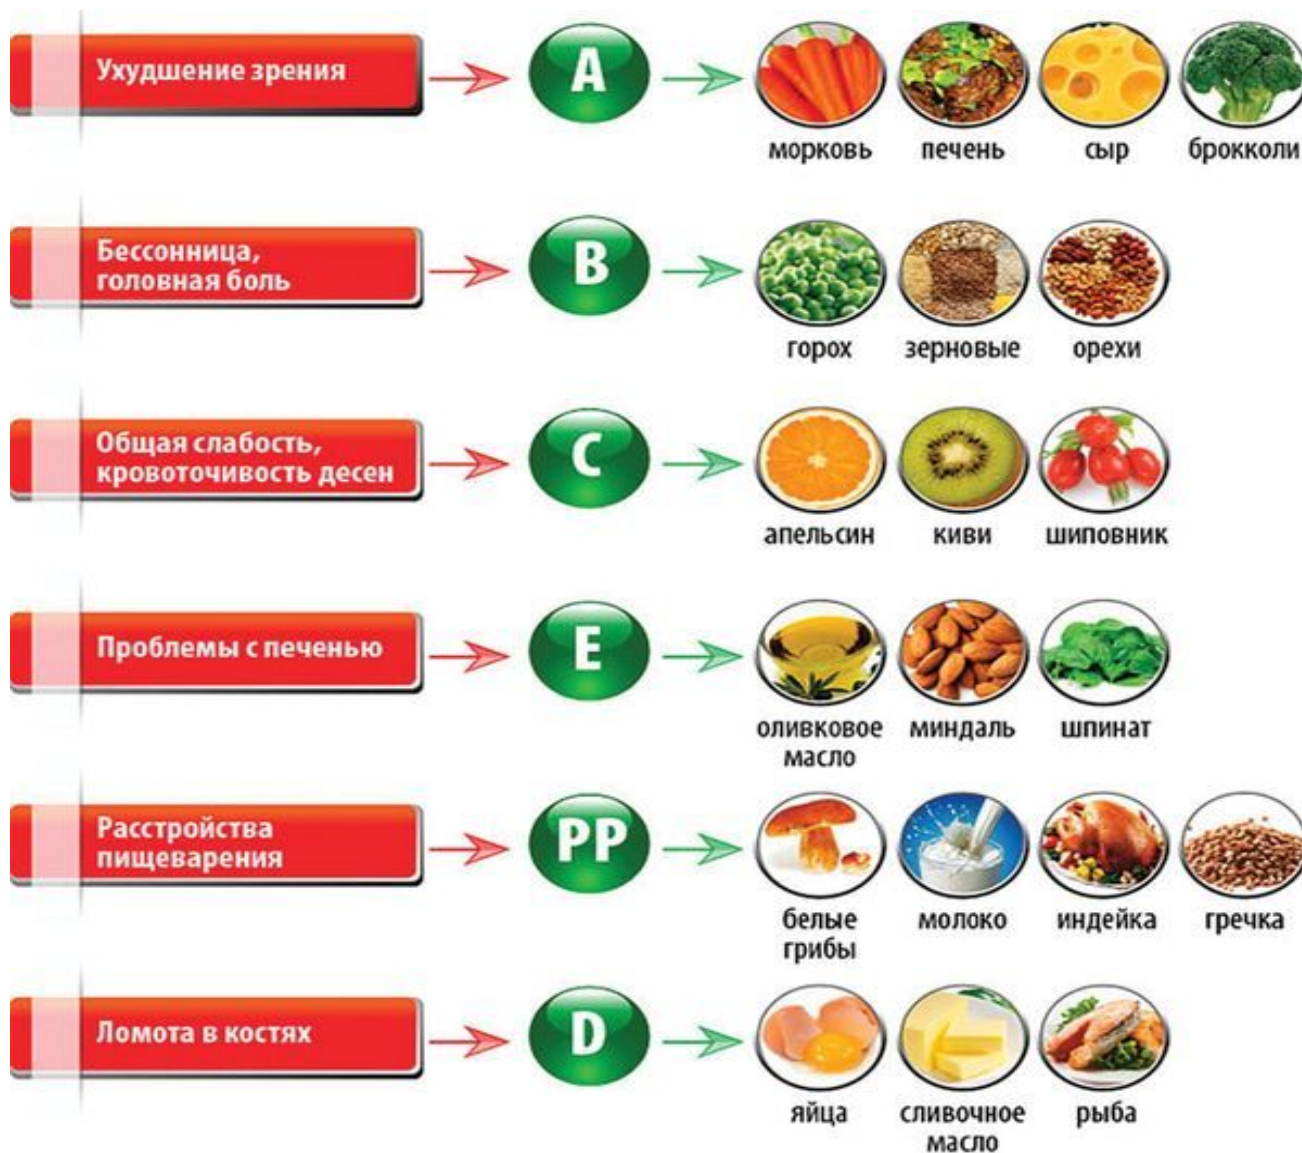 Ухудшение зрения
A
морковь печень сыр брокколи
Бессонница,
головная боль
B
горох зерновые орехи
Общая слабость,
кровоточивость десен
C
апельсин киви шиповник
Проблемы с печенью
E
оливковое
масло
миндаль шпинат
Расстройства
пищеварения
PP
белые
грибы
молоко индейка гречка
Ломота в костях
D
яйца
сливочное
масло
рыба